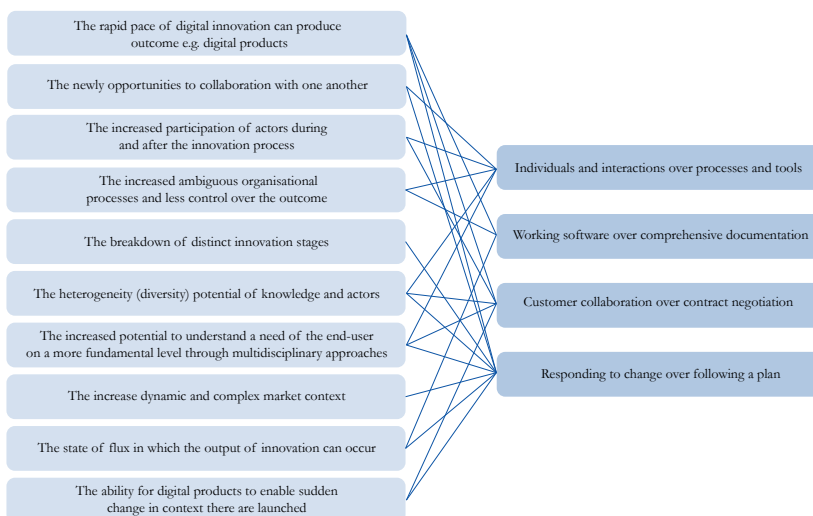 The rapid pace of digital innovation can produce
outcome e.g. digital products
The newly opportunities to collaboration with one another
The increased participation of actors during
and after the innovation process
The increased ambiguous organisational
processes and less control over the outcome
The breakdown of distinct innovation stages
The heterogeneity (diversity) potential of knowledge and actors
The increased potential to understand a need of the end-user
on a more fundamental level through multidisciplinary approaches
The increase dynamic and complex market context
The state of flux in which the output of innovation can occur
The ability for digital products to enable sudden
change in context there are launched
Individuals and interactions over processes and tools
Working software over comprehensive documentation
Customer collaboration over contract negotiation
Responding to change over following a plan